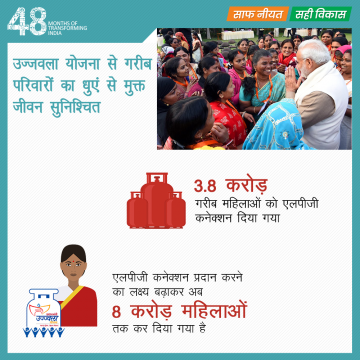 48 MONTHS OF
TRANSFORMING
INDIA
साफ नीयत
सही विकास
उज्जवला योजना से गरीब
परिवारों का धुएं से मुक्त
जीवन सुनिश्चित
3.8 करोड़
गरीब महिलाओं को एलपीजी
कनेक्शन दिया गया
एलपीजी कनेक्शन प्रदान करने
का लक्ष्य बढ़ाकर अब
8 करोड़ महिलाओं
तक कर दिया गया है
उज्ज्वला